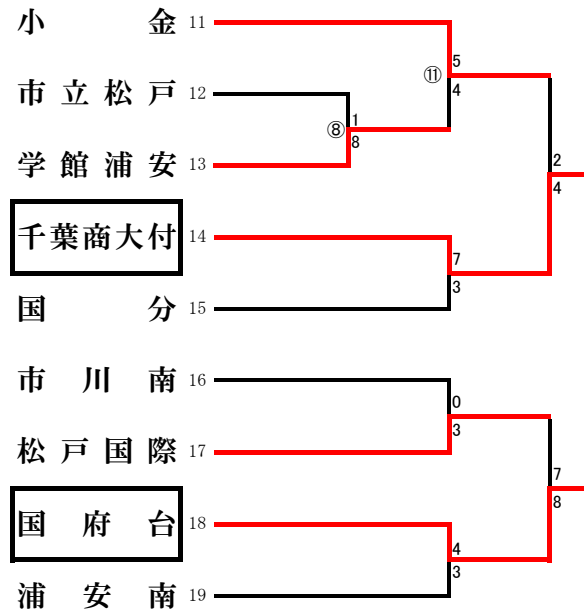 小金 11
5
⑪
4
市立松戸 12
1
⑧
8
学館浦安 13
2
4
千葉商大付 14
7
3
国分 15
市川南 16
0
3
松戸国際 17
7
8
国府台 18
4
3
浦安南 19